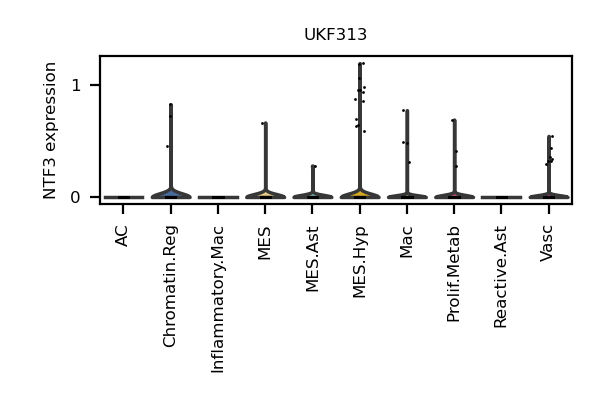 UKF313
NTF3 expression
1
0
AC
Chromatin.Reg
Inflammatory.Mac
MES
MES.Ast
MES.Hyp
Mac
Prolif.Metab
Reactive.Ast
Vasc